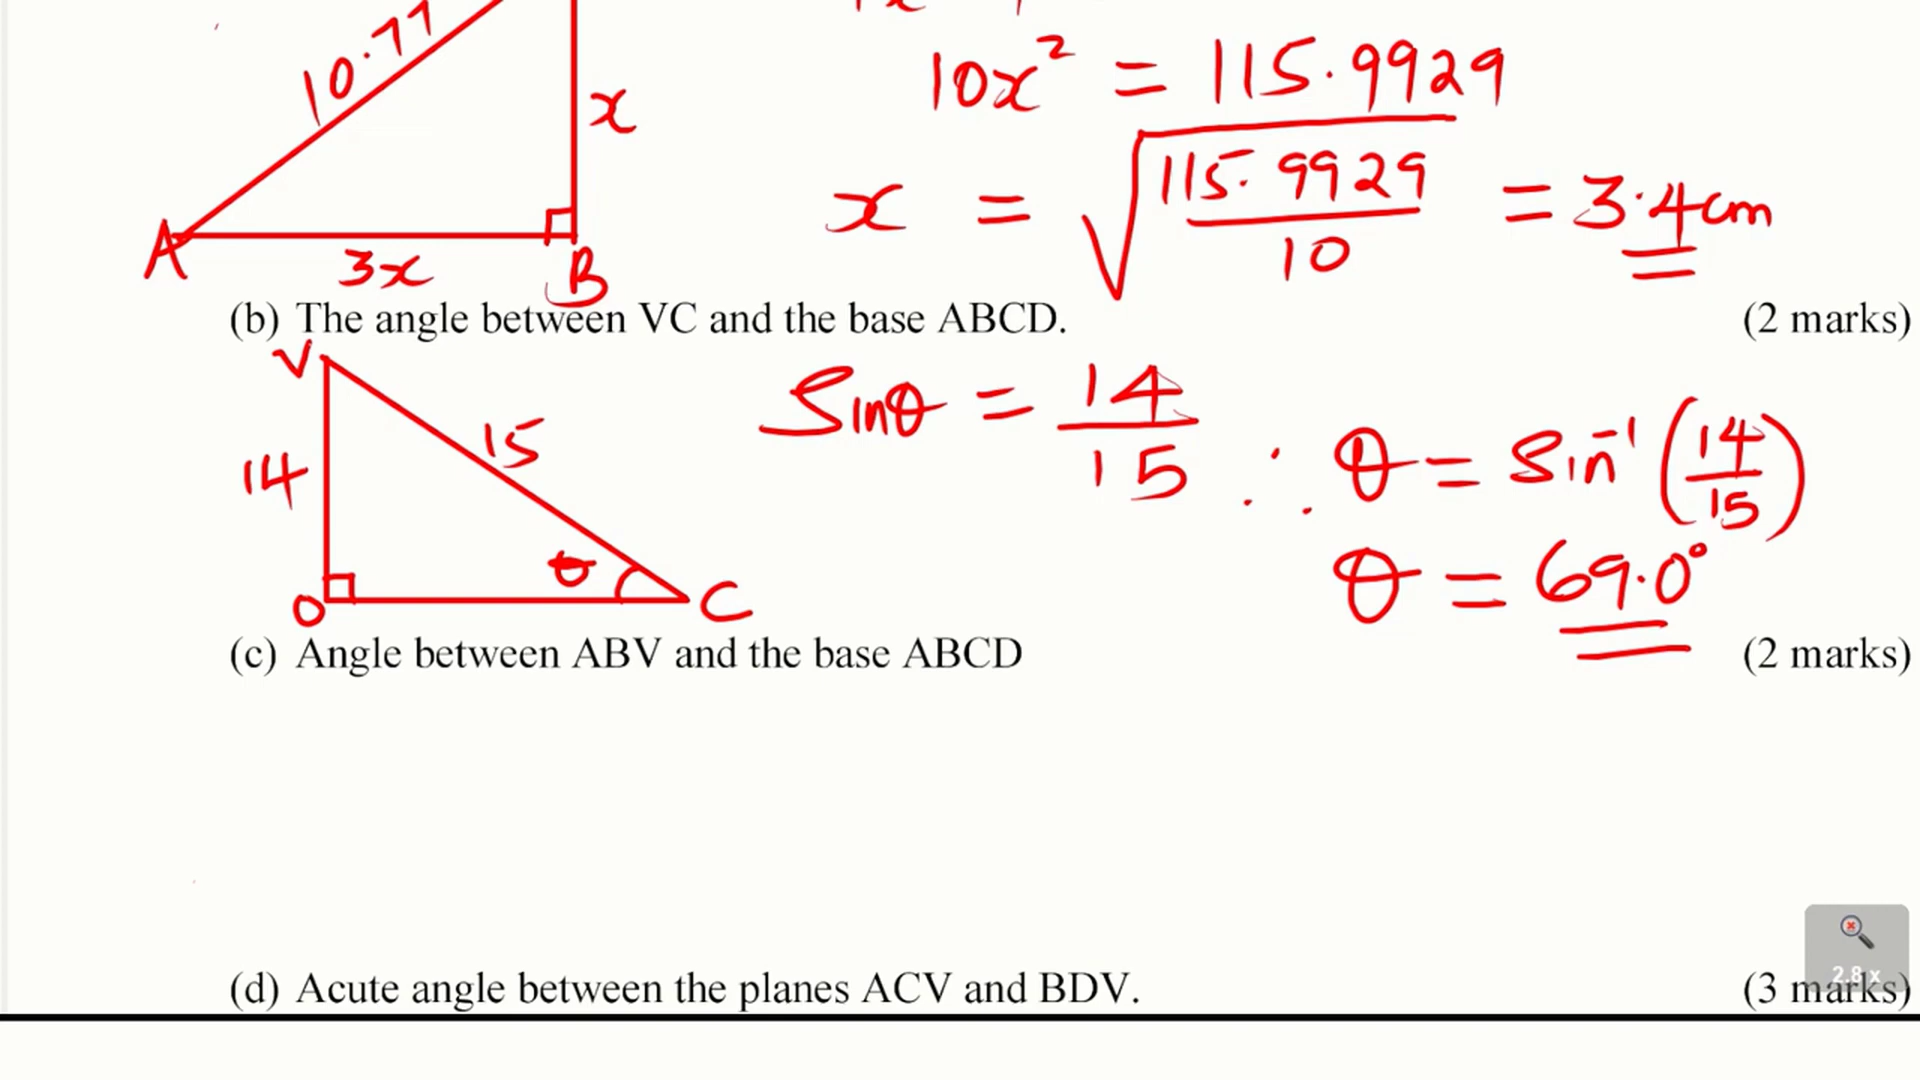 10.77
x
A
3x
B
10x² = 115.9929
x = √(115.9929/10) = 3.4cm
(b) The angle between VC and the base ABCD. (2 marks)
V
14
15
θ
O
C
Sinθ = 14/15 ∴ θ = Sin⁻¹(14/15)
θ = 69.0°
(c) Angle between ABV and the base ABCD (2 marks)
(d) Acute angle between the planes ACV and BDV. (3 marks)
2.8 x